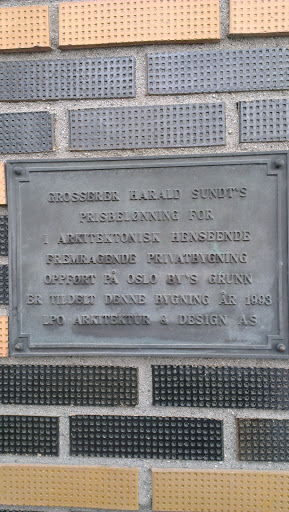 GROSSERER HARALD SUNDT'S
PRISBELØNNING FOR
I ARKITEKTONISK HENSEENDE
FREMRAGENDE PRIVATBYGNING
OPPFØRT PÅ OSLO BY'S GRUNN
ER TILDELT DENNE BYGNING ÅR 1993
LPO ARKITEKTUR & DESIGN AS